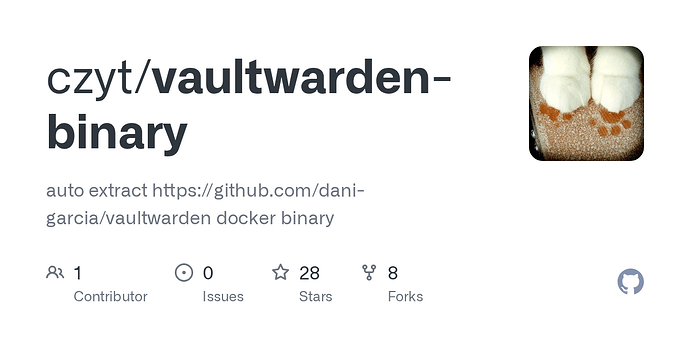 czyt/vaultwarden-
binary
auto extract https://github.com/dani-
garcia/vaultwarden docker binary
1
Contributor
0
Issues
28
Stars
8
Forks